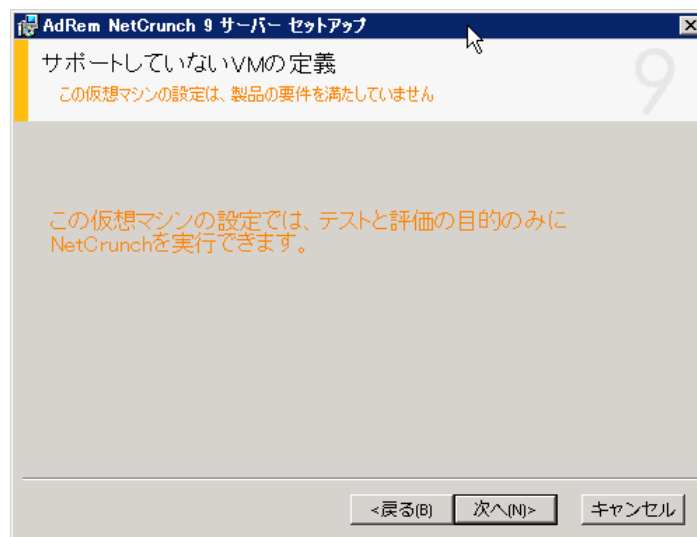 AdRem NetCrunch 9 サーバー セットアップ
サポートしていないVMの定義
この仮想マシンの設定は、製品の要件を満たしていません
9
この仮想マシンの設定では、テストと評価の目的のみに
NetCrunchを実行できます。
<戻る(B) 次へ(N)> キャンセル